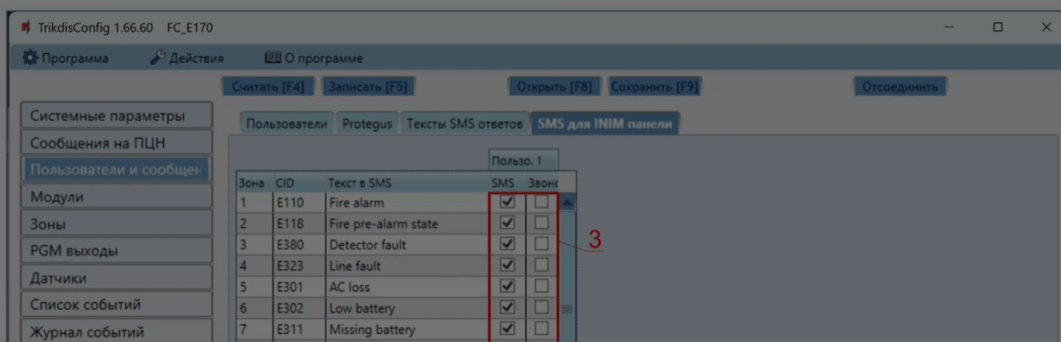 TrikdisConfig 1.66.60 FC_E170
Программа Действия О программе
Считать [F4] Записать [F5] Открыть [F8] Сохранить [F9] Отсоединить
Системные параметры
Сообщения на ПЦН
Пользователи и сообщен
Модули
Зоны
PGM выходы
Датчики
Список событий
Журнал событий
Пользователи Protegus Тексты SMS ответов SMS для INIM панели
Пользо. 1
Зона CID Текст в SMS SMS Звонс
1 E110 Fire alarm
2 E118 Fire pre-alarm state
3 E380 Detector fault
4 E323 Line fault
5 E301 AC loss
6 E302 Low battery
7 E311 Missing battery
3